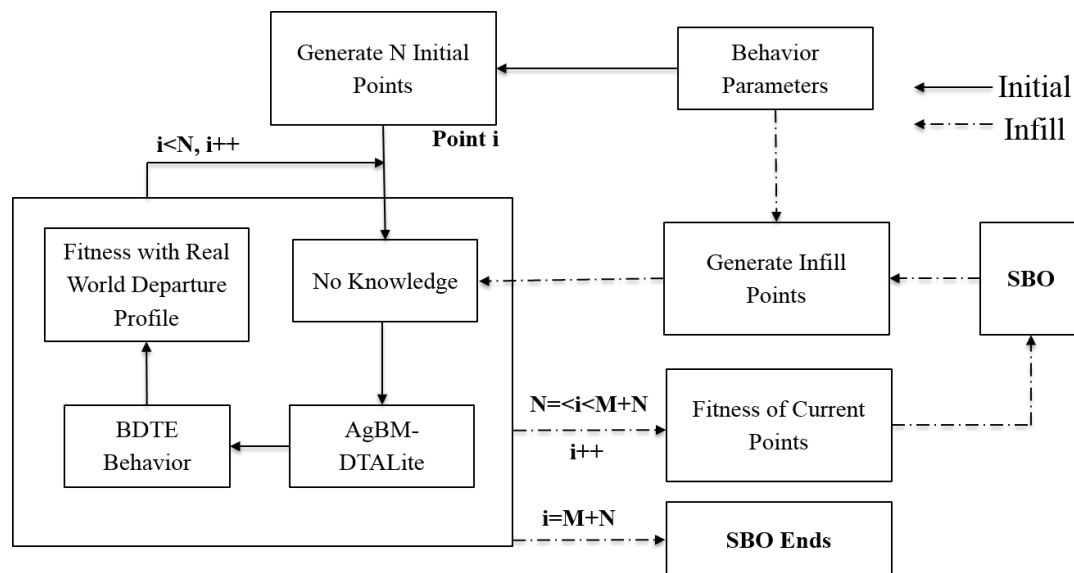 Generate N Initial
Points
Behavior
Parameters
Initial
Infill
Point i
i<N, i++
Fitness with Real
World Departure
Profile
No Knowledge
Generate Infill
Points
SBO
BDTE
Behavior
AgBM-
DTALite
N=<i<M+N
i++
Fitness of Current
Points
i=M+N
SBO Ends